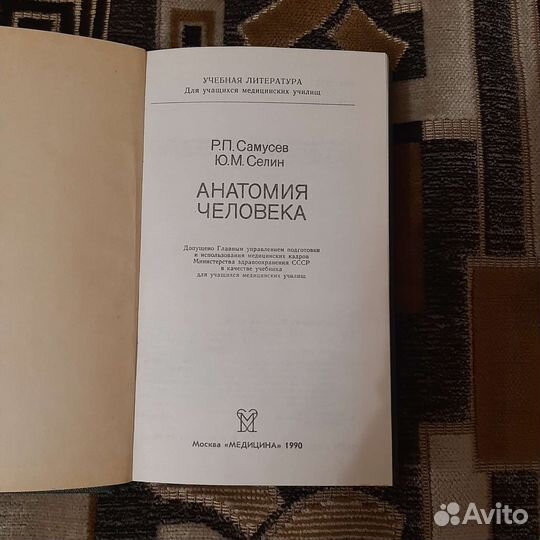 УЧЕБНАЯ ЛИТЕРАТУРА
Для учащихся медицинских училищ
Р.П. Самусев
Ю.М. Селин
АНАТОМИЯ
ЧЕЛОВЕКА
Допущено Главным управлением подготовки
и использования медицинских кадров
Министерства здравоохранения СССР
в качестве учебника
для учащихся медицинских училищ
Москва «МЕДИЦИНА» 1990
Avito